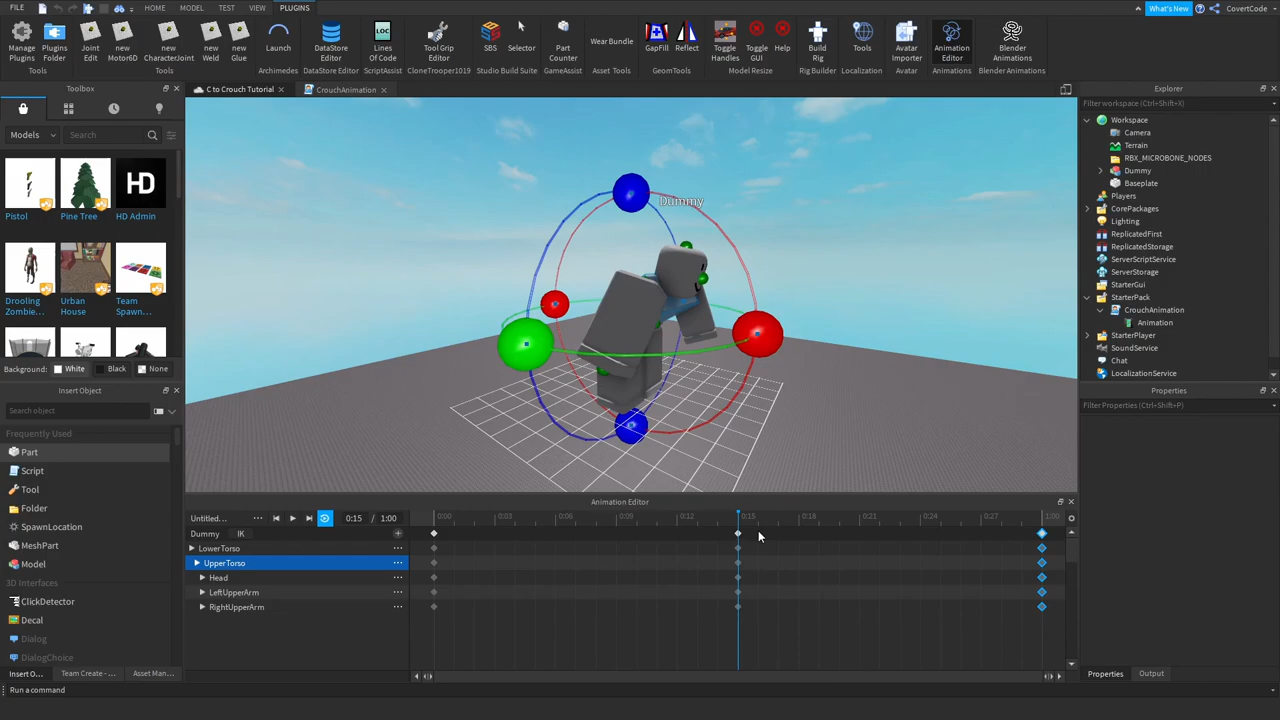 FILE HOME MODEL TEST VIEW PLUGINS What's New CovertCode
Manage Plugins
Plugins Folder
Tools
Joint Edit
new Motor6D
new CharacterJoint
new Weld
new Glue
Tools
Launch
Archimedes
DataStore Editor
DataStore Editor
Lines Of Code
ScriptAssist
Tool Grip Editor
CloneTrooper1019
SBS
Selector
Studio Build Suite
Part Counter
GameAssist
Wear Bundle
Asset Tools
GapFill
Reflect
GeomTools
Toggle Handles
Toggle GUI
Help
Model Resize
Build Rig
Rig Builder
Tools
Localization
Avatar Importer
Avatar
Animation Editor
Animations
Blender Animations
Blender Animations
Toolbox
C to Crouch Tutorial
CrouchAnimation
Explorer
Filter workspace (Ctrl+Shift+X)
Models
Search
HD
Pistol
Pine Tree
HD Admin
Drooling Zombie...
Urban House
Team Spawn...
Background: White Black None
Insert Object
Search object
Frequently Used
Part
Script
Tool
Folder
SpawnLocation
MeshPart
Model
3D Interfaces
ClickDetector
Decal
Dialog
DialogChoice
Insert O...
Team Create - ...
Asset Man...
Run a command
Dummy
Animation Editor
Untitled... 0:15 / 1:00
0:00 0:03 0:06 0:09 0:12 0:15 0:18 0:21 0:24 0:27 1:00
Dummy IK
LowerTorso
UpperTorso
Head
LeftUpperArm
RightUpperArm
Workspace
Camera
Terrain
RBX_MICROBONE_NODES
Dummy
Baseplate
Players
CorePackages
Lighting
ReplicatedFirst
ReplicatedStorage
ServerScriptService
ServerStorage
StarterGui
StarterPack
CrouchAnimation
Animation
StarterPlayer
SoundService
Chat
LocalizationService
Properties
Filter Properties (Ctrl+Shift+P)
Properties
Output